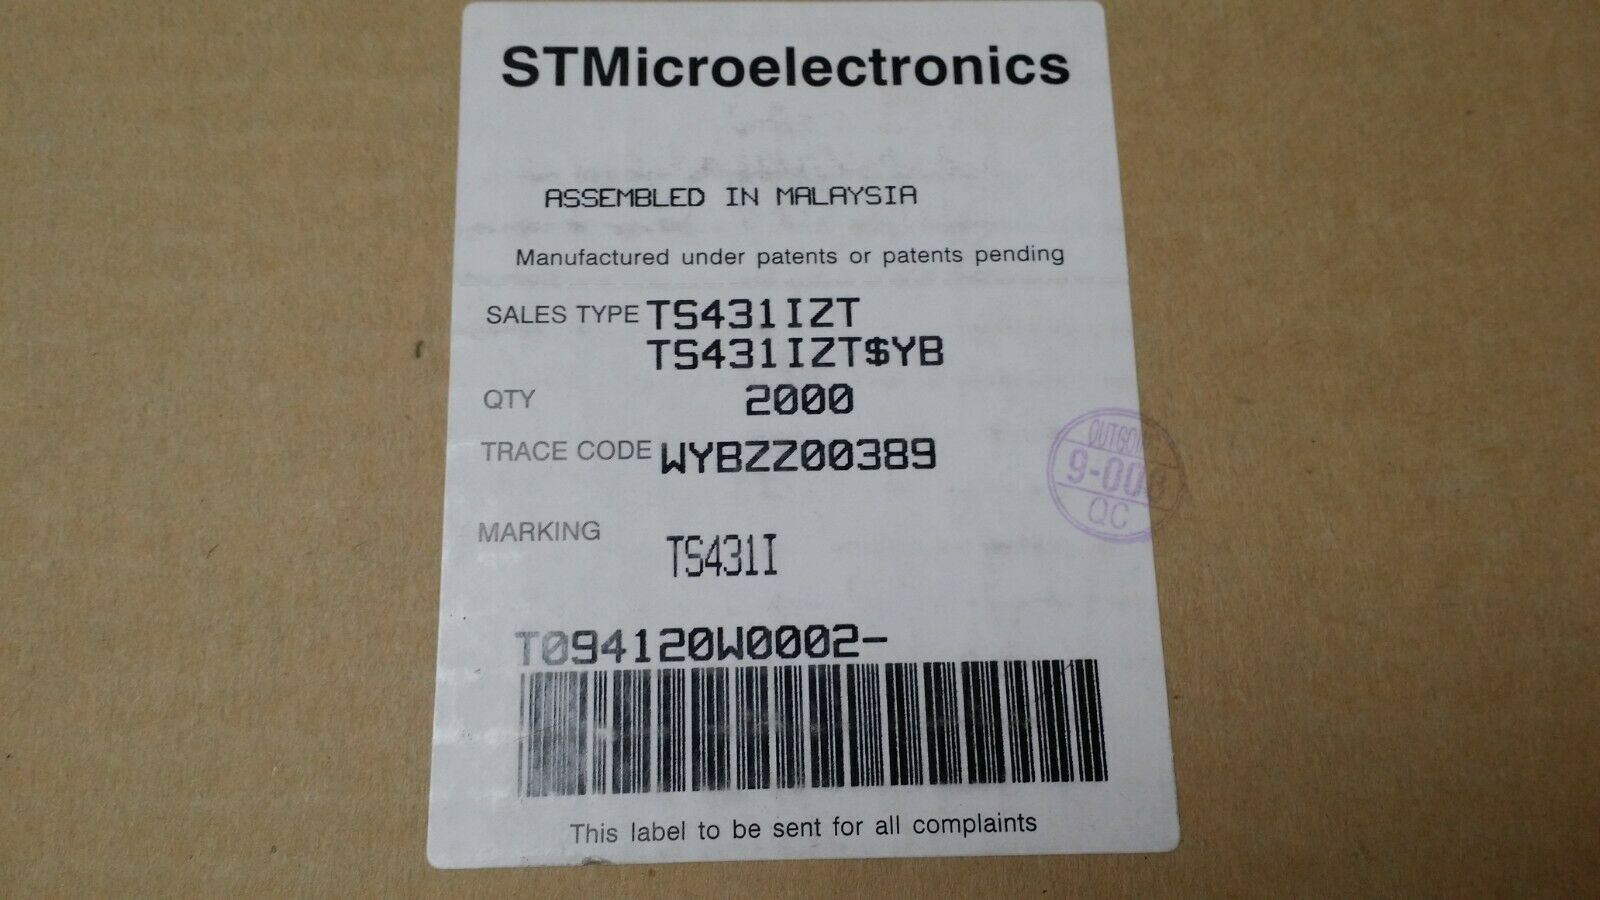 STMicroelectronics
ASSEMBLED IN MALAYSIA
Manufactured under patents or patents pending
SALES TYPE TS431IZT
TS431IZT$YB
QTY 2000
TRACE CODE WYBZZ00389
MARKING
TS431I
T094120W0002-
This label to be sent for all complaints
QC